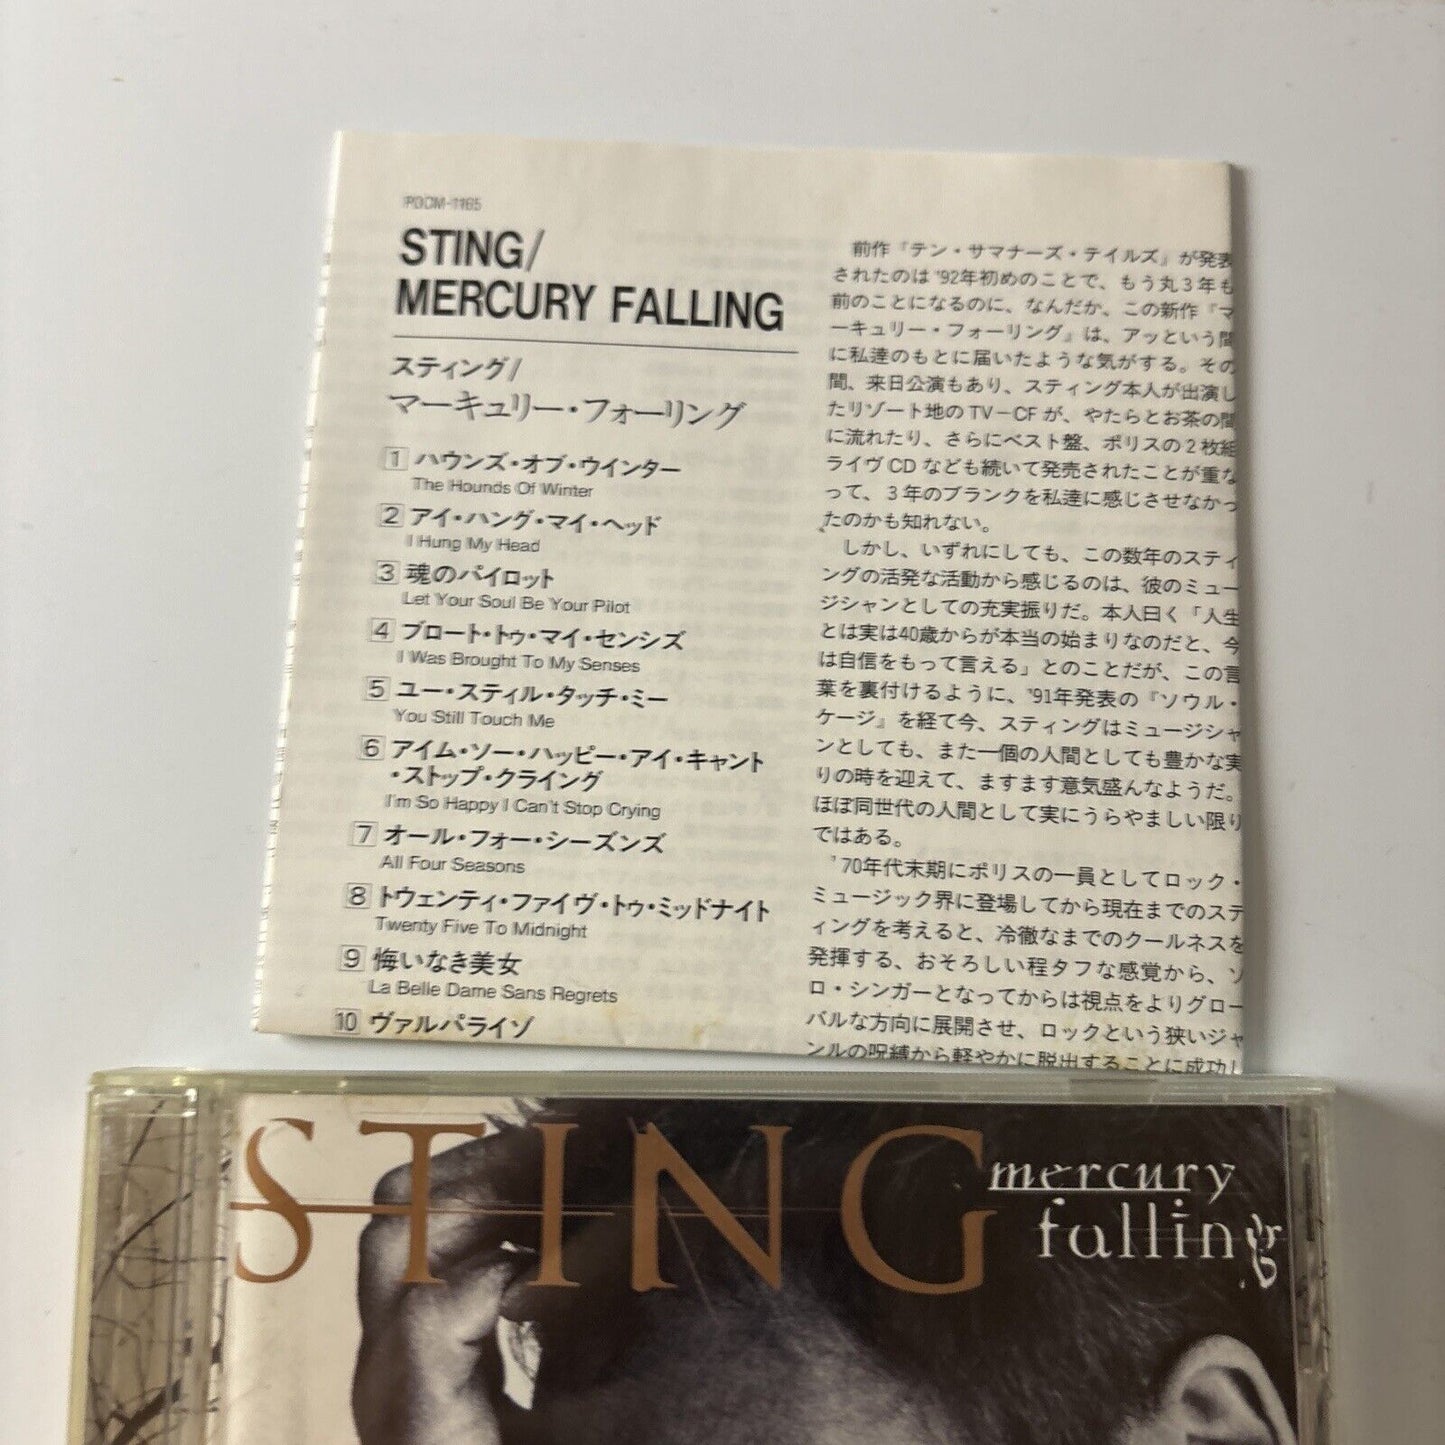 POCM-1165
STING/
MERCURY FALLING
スティング/
マーキュリー・フォーリング
1 ハウンズ・オブ・ウインター
The Hounds Of Winter
2 アイ・ハング・マイ・ヘッド
I Hung My Head
3 魂のパイロット
Let Your Soul Be Your Pilot
4 ブロート・トゥ・マイ・センシズ
I Was Brought To My Senses
5 ユー・スティル・タッチ・ミー
You Still Touch Me
6 アイム・ソー・ハッピー・アイ・キャント
・ストップ・クライング
I'm So Happy I Can't Stop Crying
7 オール・フォー・シーズンズ
All Four Seasons
8 トウェンティ・ファイヴ・トゥ・ミッドナイト
Twenty Five To Midnight
9 悔いなき美女
La Belle Dame Sans Regrets
10 ヴァルパライゾ
前作『テン・サマナーズ・テイルズ』が発表
されたのは'92年初めのことで、もう丸3年も
前のことになるのに、なんだか、この新作『マ
ーキュリー・フォーリング』は、アッという間
に私達のもとに届いたような気がする。その
間、来日公演もあり、スティング本人が出演し
たリゾート地のTV-CFが、やたらとお茶の間
に流れたり、さらにベスト盤、ポリスの2枚組
ライヴCDなども続いて発売されたことが重な
って、3年のブランクを私達に感じさせなかっ
たのかも知れない。
しかし、いずれにしても、この数年のスティ
ングの活発な活動から感じるのは、彼のミュー
ジシャンとしての充実振りだ。本人曰く「人生
とは実は40歳からが本当の始まりなのだと、今
は自信をもって言える」とのことだが、この言
葉を裏付けるように、'91年発表の『ソウル・
ケージ』を経て今、スティングはミュージシャ
ンとしても、また一個の人間としても豊かな実
りの時を迎えて、ますます意気盛んなようだ。
ほぼ同世代の人間として実にうらやましい限り
ではある。
'70年代末期にポリスの一員としてロック・
ミュージック界に登場してから現在までのステ
ィングを考えると、冷徹なまでのクールネスを
発揮する、おそろしい程タフな感覚から、ソ
ロ・シンガーとなってからは視点をよりグロー
バルな方向に展開させ、ロックという狭いジャ
ンルの呪縛から軽やかに脱出することに成功し
STING
mercury
falling